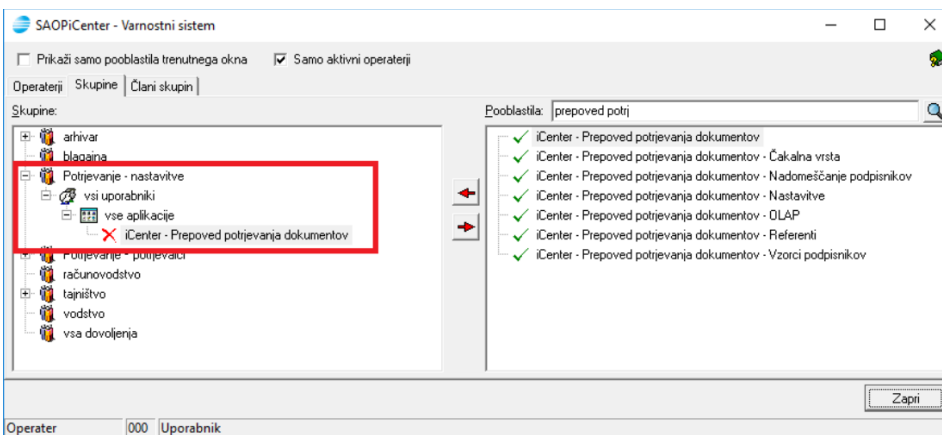 SAOPiCenter - Varnostni sistem
Prikaži samo pooblastila trenutnega okna Samo aktivni operaterji
Operaterji Skupine Člani skupin
Skupine:
Pooblastila: prepoved potrj
arhivar
blagajna
Potrjevanje - nastavitve
vsi uporabniki
vse aplikacije
iCenter - Prepoved potrjevanja dokumentov
Potrjevanje - potrjevalci
računovodstvo
tajništvo
vodstvo
vsa dovoljenja
iCenter - Prepoved potrjevanja dokumentov
iCenter - Prepoved potrjevanja dokumentov - Čakalna vrsta
iCenter - Prepoved potrjevanja dokumentov - Nadomeščanje podpisnikov
iCenter - Prepoved potrjevanja dokumentov - Nastavitve
iCenter - Prepoved potrjevanja dokumentov - OLAP
iCenter - Prepoved potrjevanja dokumentov - Referenti
iCenter - Prepoved potrjevanja dokumentov - Vzorci podpisnikov
Zapri
Operater 000 Uporabnik